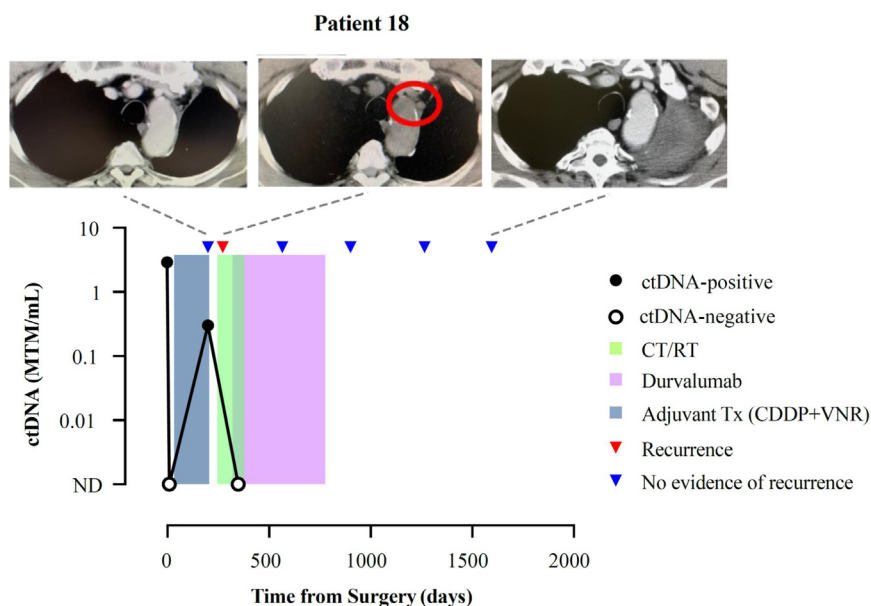 Patient 18
10
1
0.1
0.01
ND
ctDNA (MTM/mL)
0
500
1000
1500
2000
Time from Surgery (days)
ctDNA-positive
ctDNA-negative
CT/RT
Durvalumab
Adjuvant Tx (CDDP+VNR)
Recurrence
No evidence of recurrence